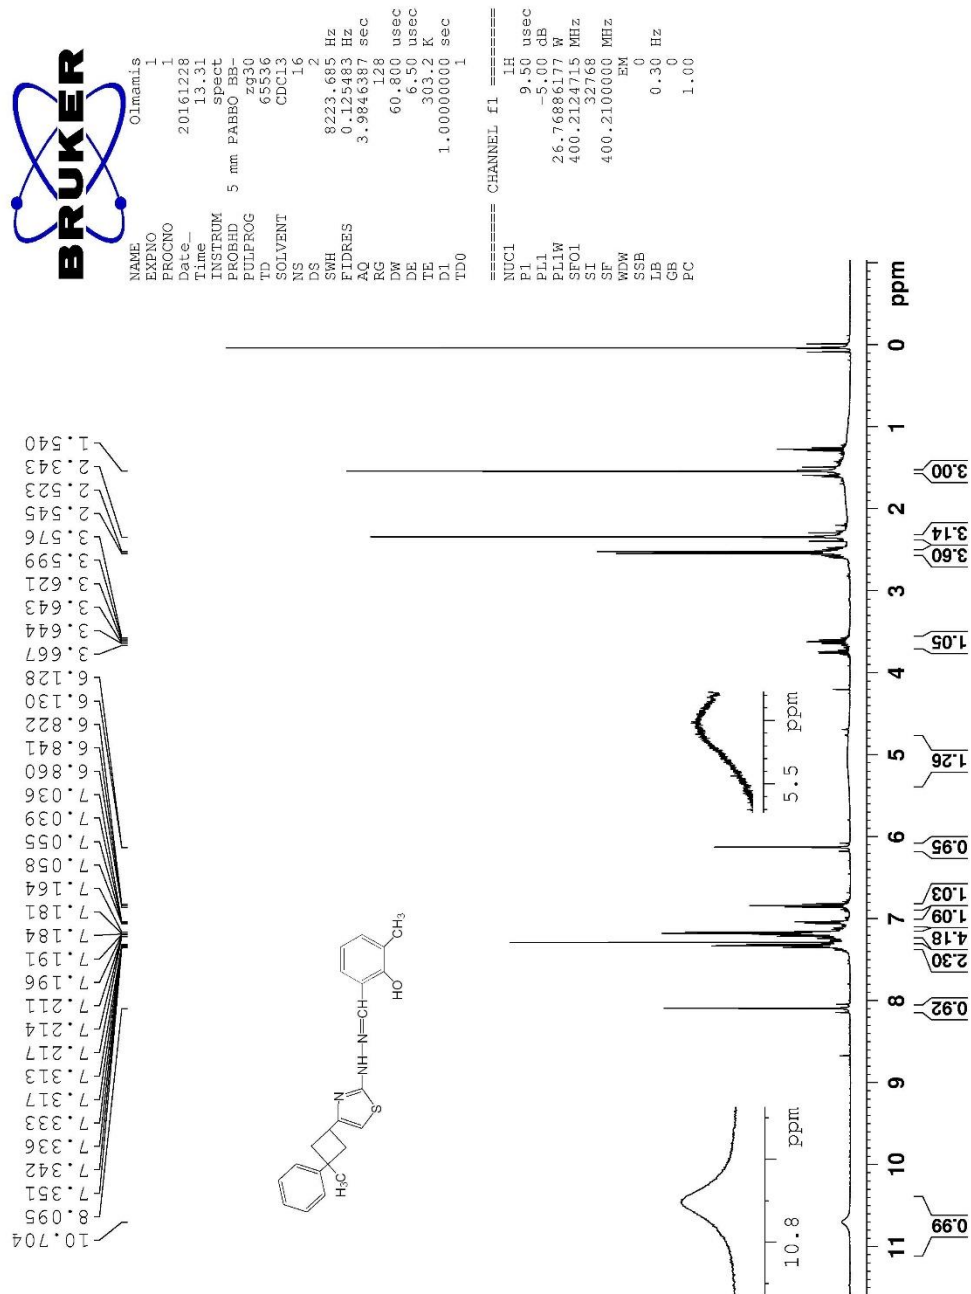 BRUKER
NAME Olmamis
EXPNO 1
PROCNO 1
Date_ 20161228
Time 13.31
INSTRUM spect
PROBHD 5 mm PABBO BB-
PULPROG zg30
TD 65536
SOLVENT CDCl3
NS 16
DS 2
SWH 8223.685 Hz
FIDRES 0.125483 Hz
AQ 3.9846387 sec
RG 128
DW 60.800 usec
DE 6.50 usec
TE 303.2 K
D1 1.00000000 sec
TD0 1
======== CHANNEL f1 ========
NUC1 1H
P1 9.50 usec
PL1 -5.00 dB
PL1W 26.76886177 W
SFO1 400.2124715 MHz
SI 32768
SF 400.2100000 MHz
WDW EM
SSB 0
LB 0.30 Hz
GB 0
PC 1.00
10.704
8.095
7.351
7.342
7.336
7.333
7.317
7.313
7.217
7.214
7.211
7.196
7.191
7.184
7.181
7.164
7.058
7.055
7.039
7.036
6.860
6.841
6.822
6.130
6.128
3.667
3.644
3.643
3.621
3.599
3.576
2.545
2.523
2.343
1.540
H3C
N
S
NH
N
CH
HO
CH3
10.8 ppm
5.5 ppm
11 10 9 8 7 6 5 4 3 2 1 0 ppm
0.99
0.92
2.30
4.18
1.09
1.03
0.95
1.26
1.05
3.60
3.14
3.00